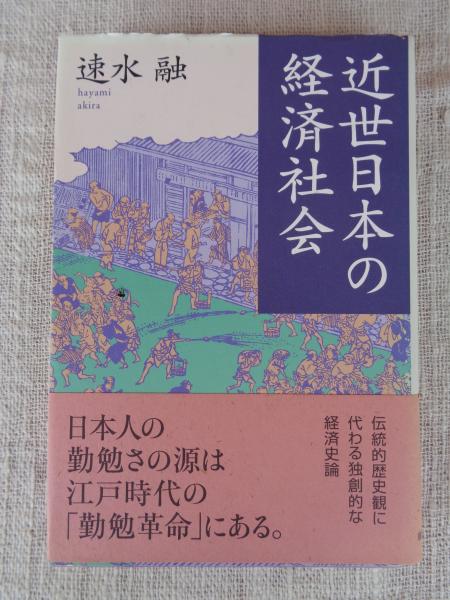 近世日本の
経済社会
速水 融
hayami
akira
日本人の
勤勉さの源は
江戸時代の
「勤勉革命」にある。
伝統的歴史観に
代わる独創的な
経済史論